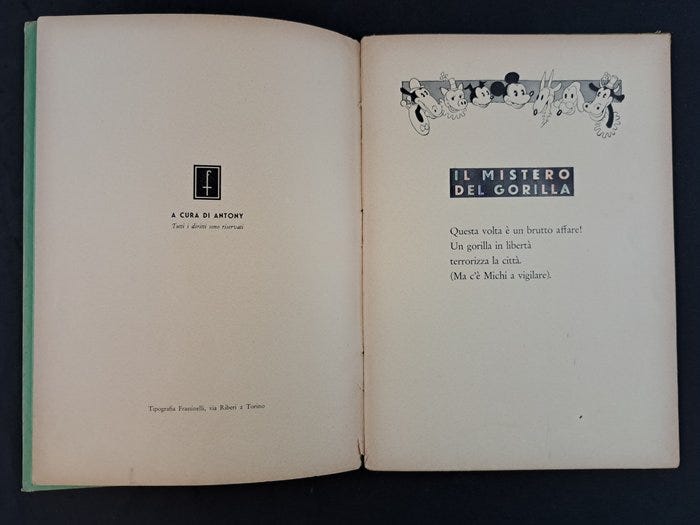 f
A CURA DI ANTONY
Tutti i diritti sono riservati
Tipografia Franinelli, via Riberi 2 Torino
IL MISTERO
DEL GORILLA
Questa volta è un brutto affare!
Un gorilla in libertà
terrorizza la città.
(Ma c'è Michi a vigilare).